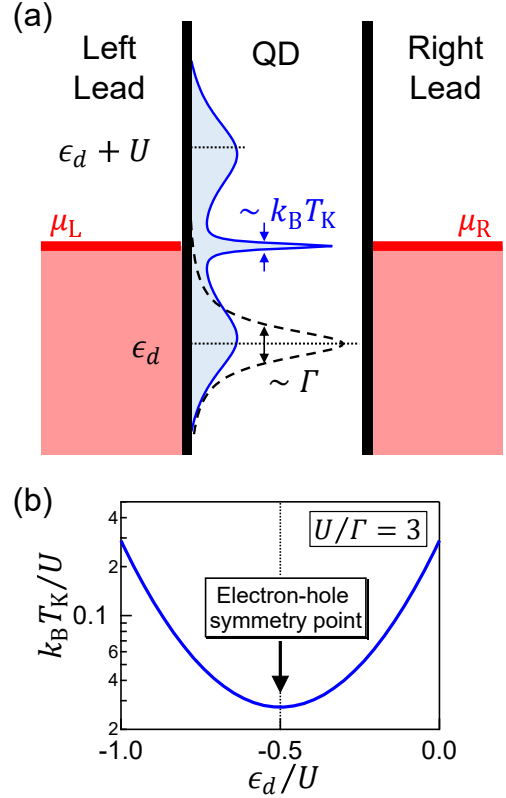 (a)
Left
Lead
QD
Right
Lead
ϵ_d + U
~ k_B T_K
μ_L
μ_R
ϵ_d
~ Γ
(b)
U/Γ = 3
4
2
0.1
6
4
2
k_B T_K/U
Electron-hole
symmetry point
-1.0
-0.5
0.0
ϵ_d/U